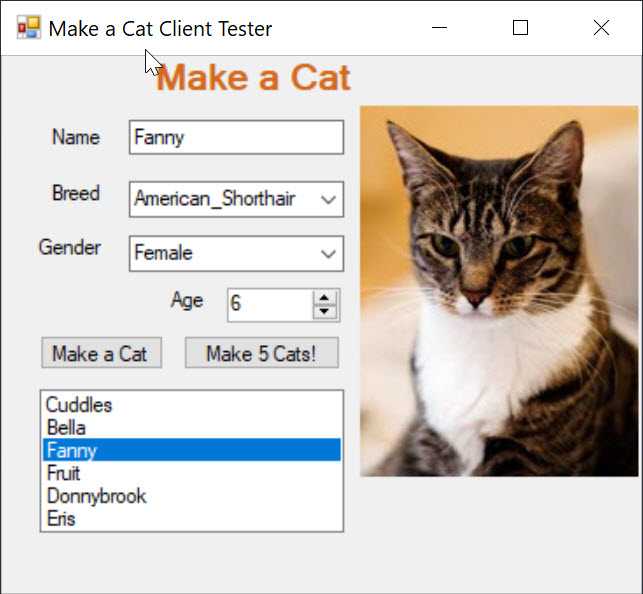 Make a Cat Client Tester
Make a Cat
Name Fanny
Breed American_Shorthair
Gender Female
Age 6
Make a Cat Make 5 Cats!
Cuddles
Bella
Fanny
Fruit
Donnybrook
Eris